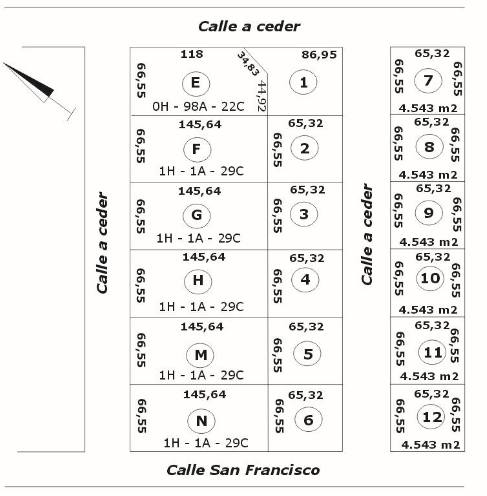 Calle a ceder
118 34,83 86,95 65,32
66,55 E 44,92 1 66,55 7 66,55
0H - 98A - 22C 4.543 m2
145,64 65,32 65,32
66,55 F 66,55 2 66,55 8 66,55
1H - 1A - 29C 4.543 m2
145,64 65,32 65,32
66,55 G 66,55 3 66,55 9 66,55
1H - 1A - 29C 4.543 m2
Calle a ceder
Calle a ceder
145,64 65,32 65,32
66,55 H 66,55 4 66,55 10 66,55
1H - 1A - 29C 4.543 m2
145,64 65,32 65,32
66,55 M 66,55 5 66,55 11 66,55
1H - 1A - 29C 4.543 m2
145,64 65,32 65,32
66,55 N 66,55 6 66,55 12 66,55
1H - 1A - 29C 4.543 m2
Calle San Francisco